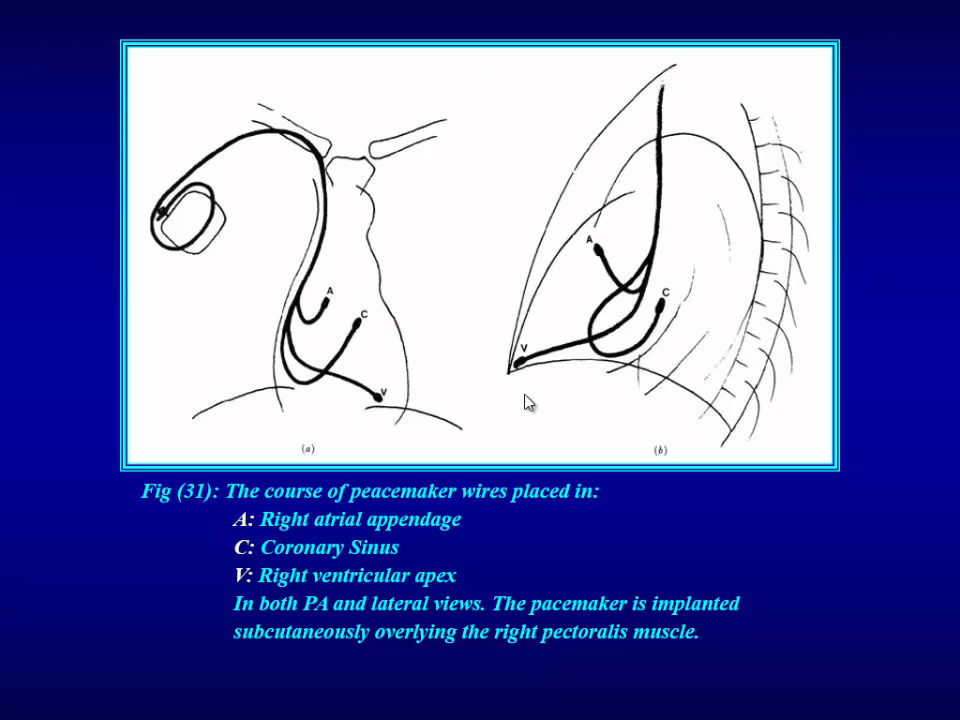 A
C
V
(a)
A
C
V
(b)
Fig (31): The course of peacemaker wires placed in:
A: Right atrial appendage
C: Coronary Sinus
V: Right ventricular apex
In both PA and lateral views. The pacemaker is implanted
subcutaneously overlying the right pectoralis muscle.